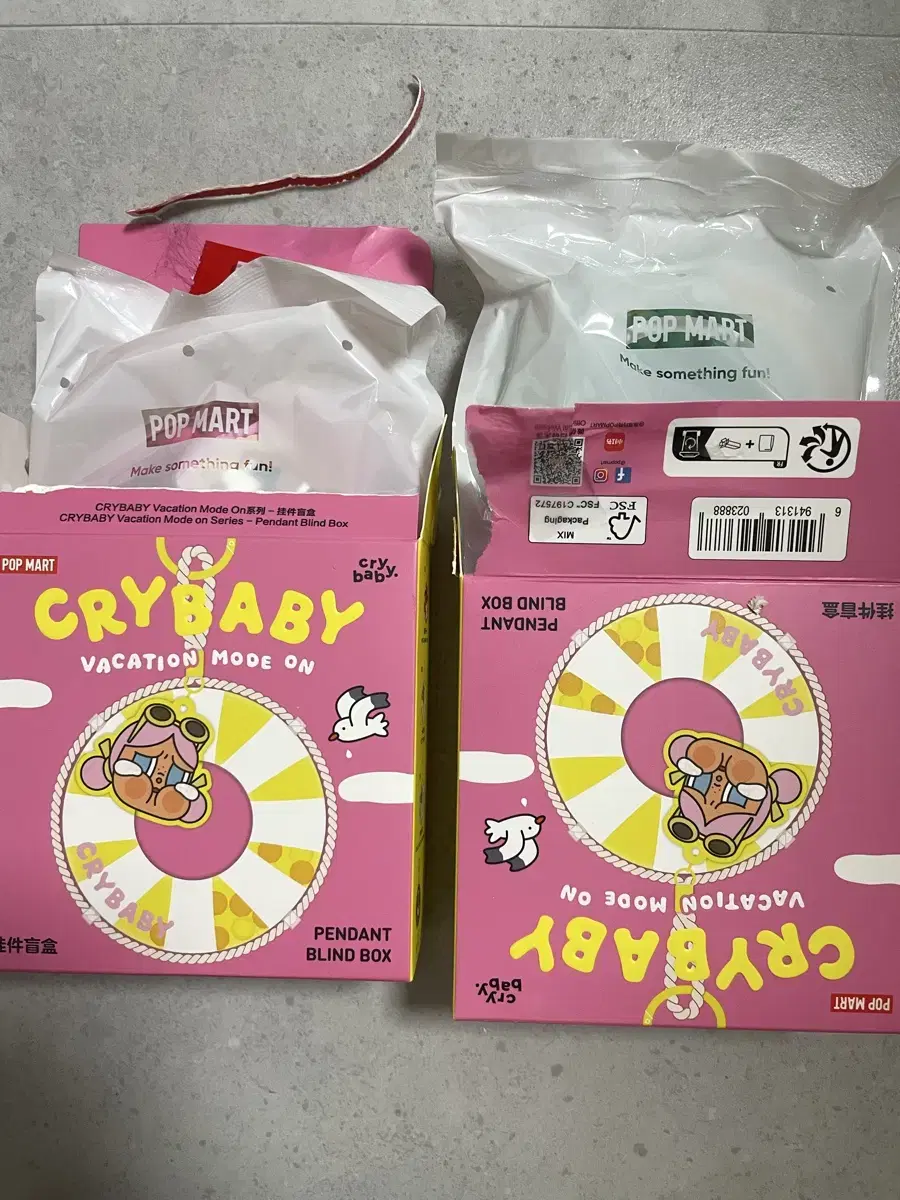 POP MART
Make something fun!
CRYBABY Vacation Mode On系列 – 挂件盲盒
CRYBABY Vacation Mode on Series – Pendant Blind Box
POP MART
cry
baby.
CRYBABY
VACATION MODE ON
CRYBABY
挂件盲盒
PENDANT
BLIND BOX
POP MART
Make something fun!
FR
MIX
Packaging
FSC
FSC® C197572
6 941313 023888
PENDANT
BLIND BOX
挂件盲盒
CRYBABY
VACATION MODE ON
CRYBABY
cry
baby.
POP MART